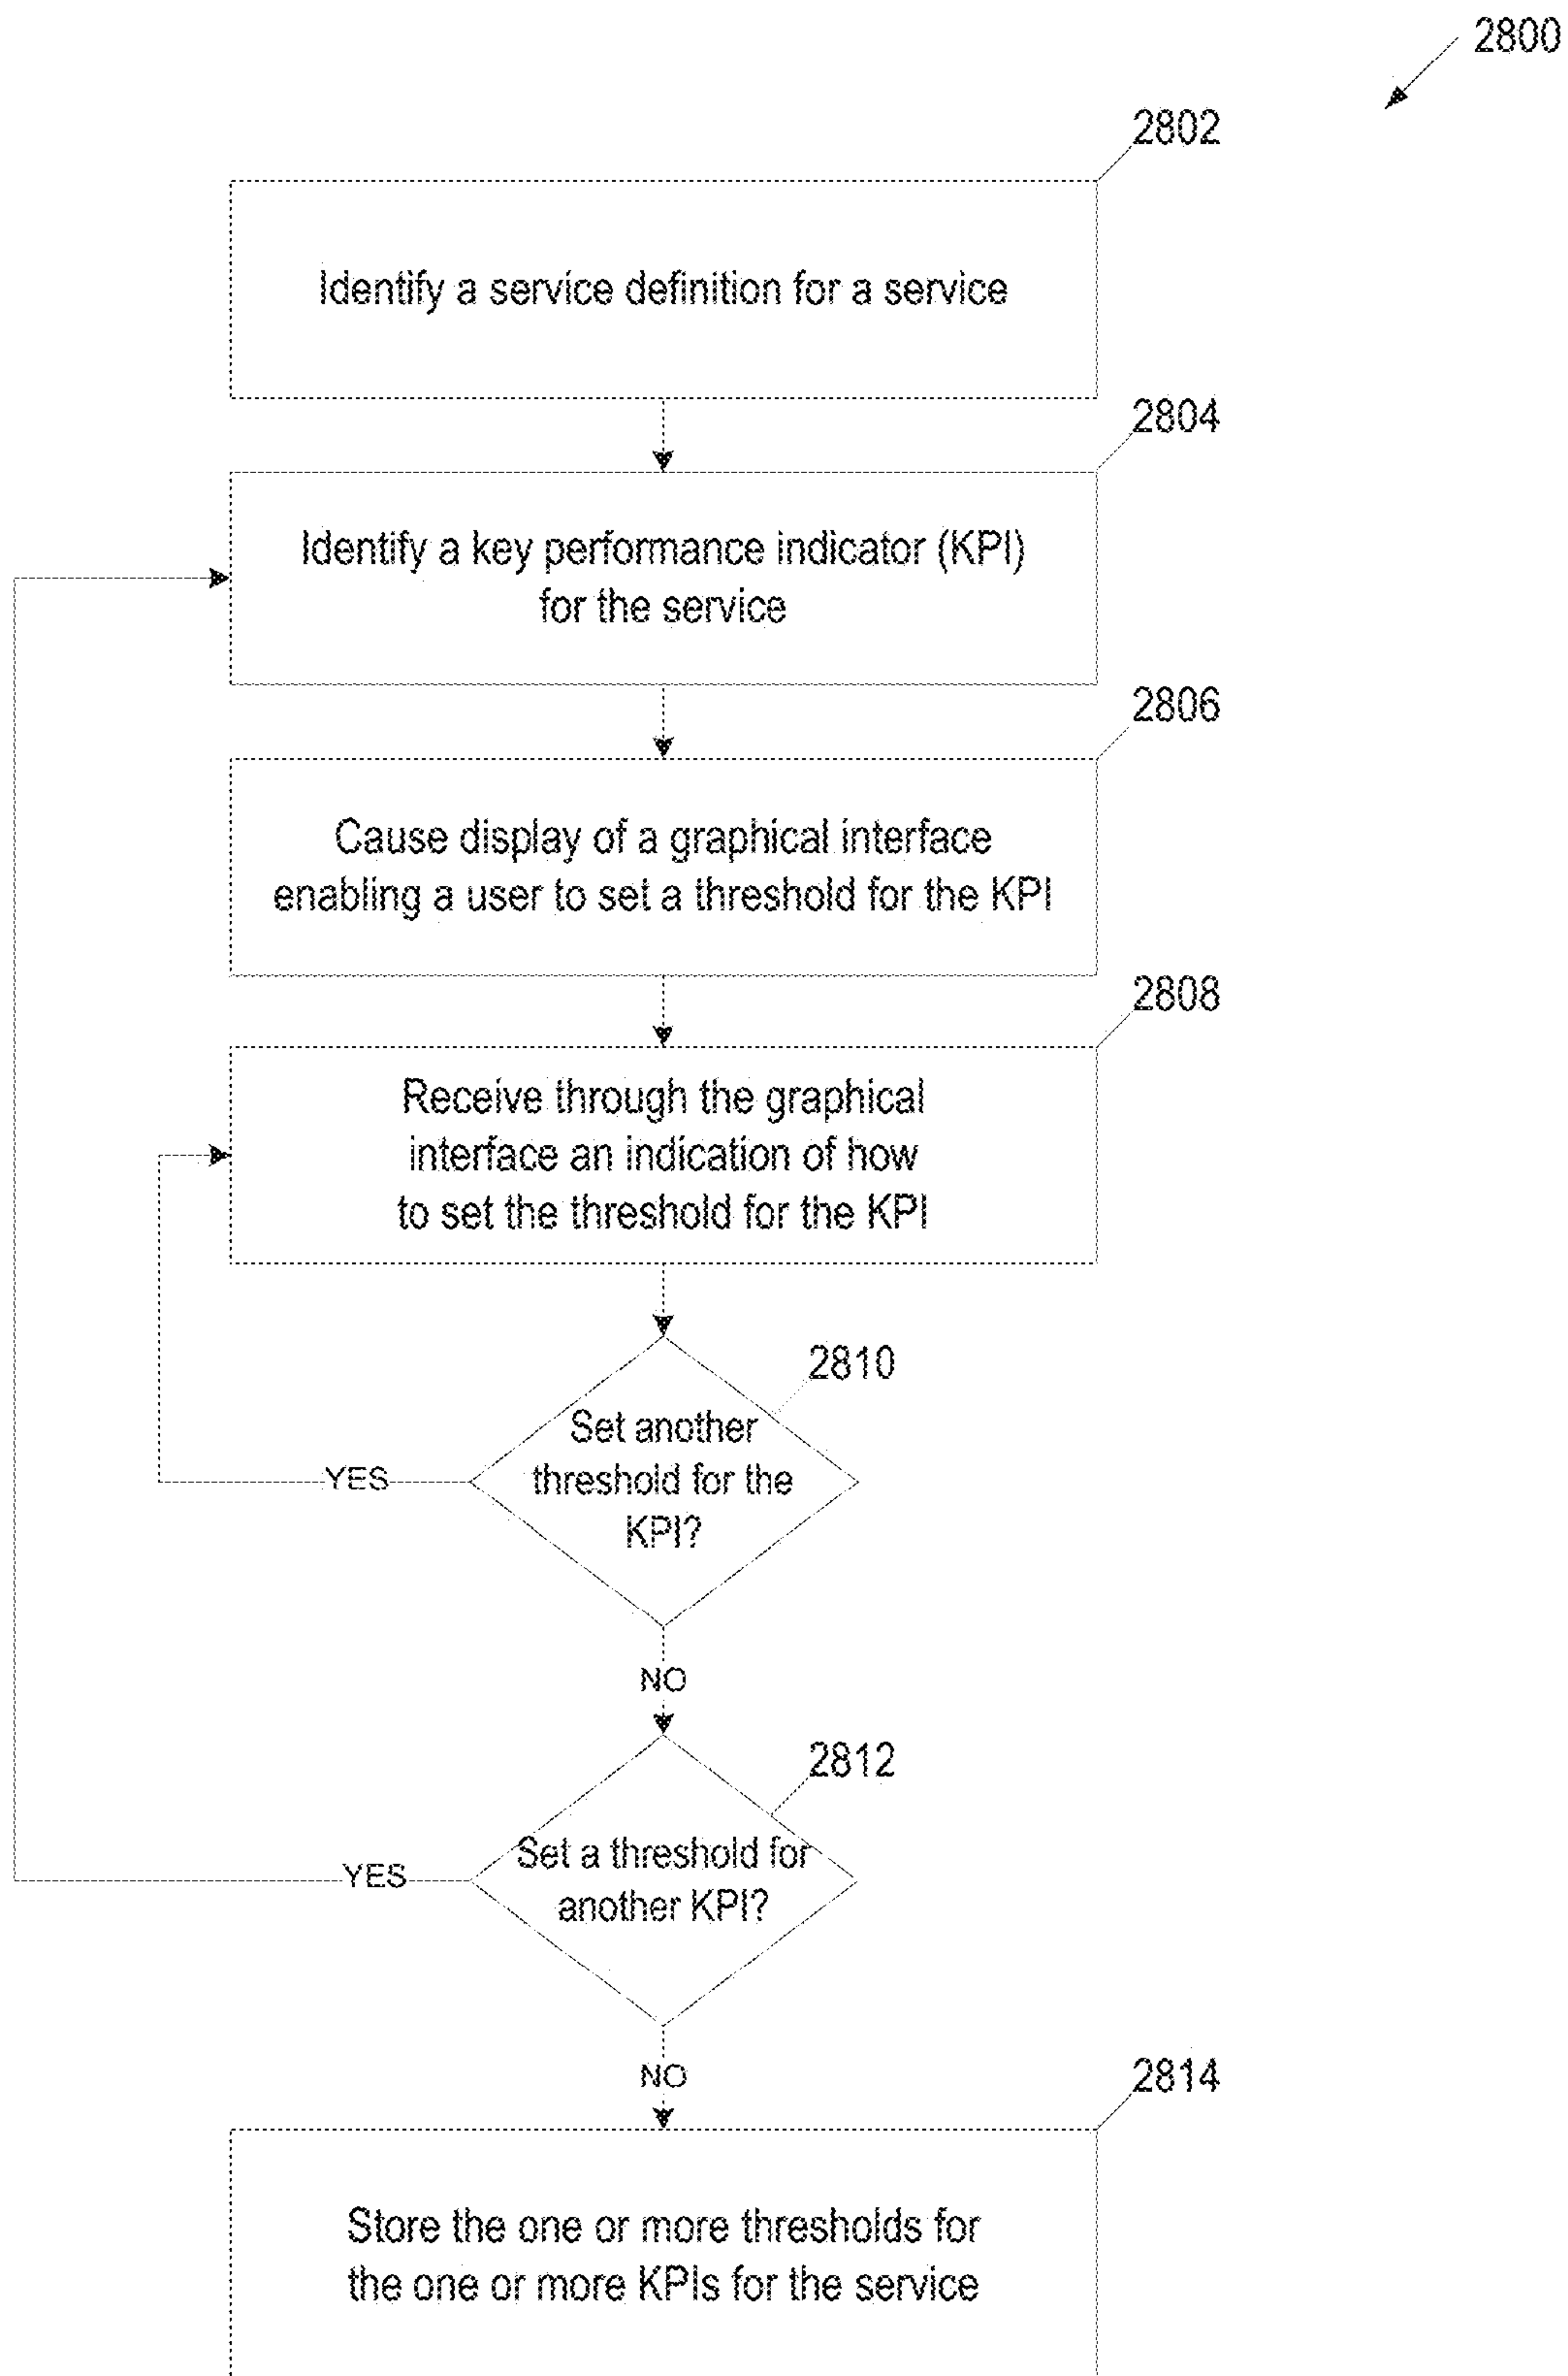 2800
2802
Identify a service definition for a service
2804
Identify a key performance indicator (KPI)
for the service
2806
Cause display of a graphical interface
enabling a user to set a threshold for the KPI
2808
Receive through the graphical
interface an indication of how
to set the threshold for the KPI
2810
Set another
threshold for the
KPI?
YES
NO
2812
Set a threshold for
another KPI?
YES
NO
2814
Store the one or more thresholds for
the one or more KPIs for the service